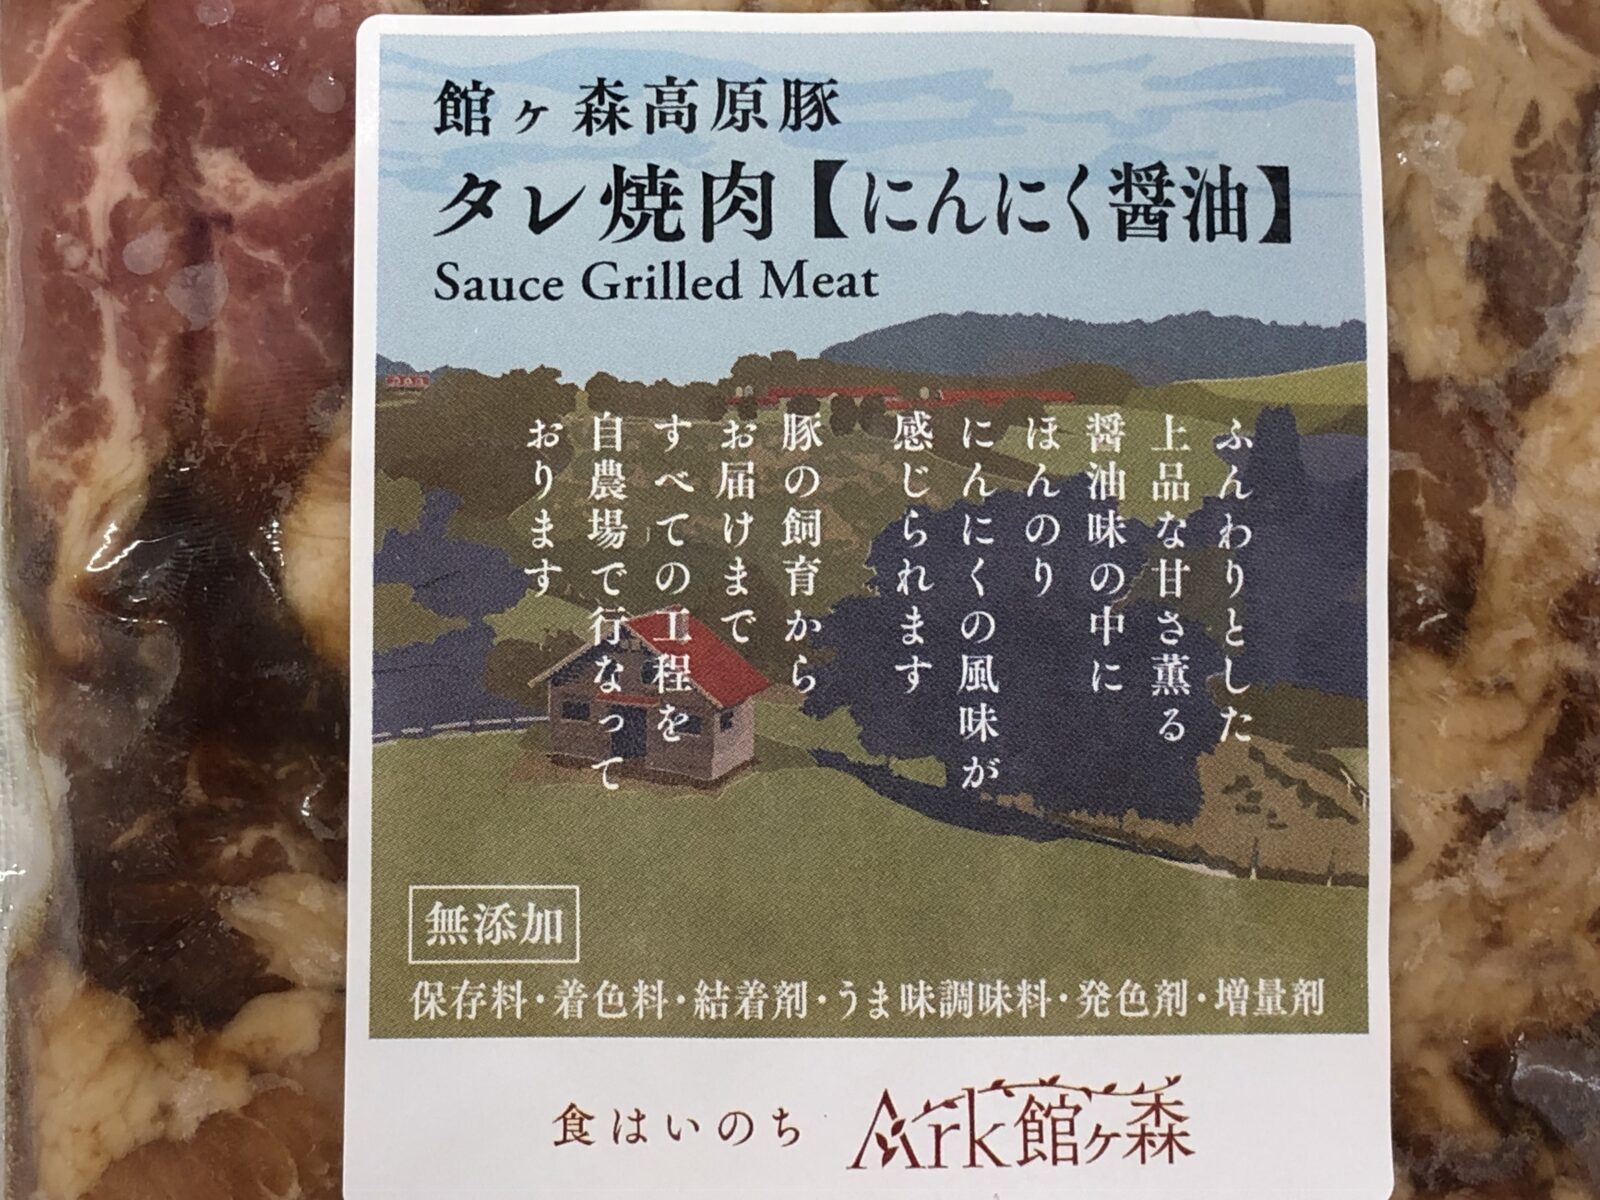 館ヶ森高原豚
タレ焼肉【にんにく醤油】
Sauce Grilled Meat
ふんわりとした
上品な甘さ薫る
醤油味の中に
ほんのり
にんにくの風味が
感じられます
豚の飼育から
お届けまで
すべての工程を
自農場で行なって
おります
無添加
保存料・着色料・結着剤・うま味調味料・発色剤・増量剤
食はいのち
Ark館ヶ森